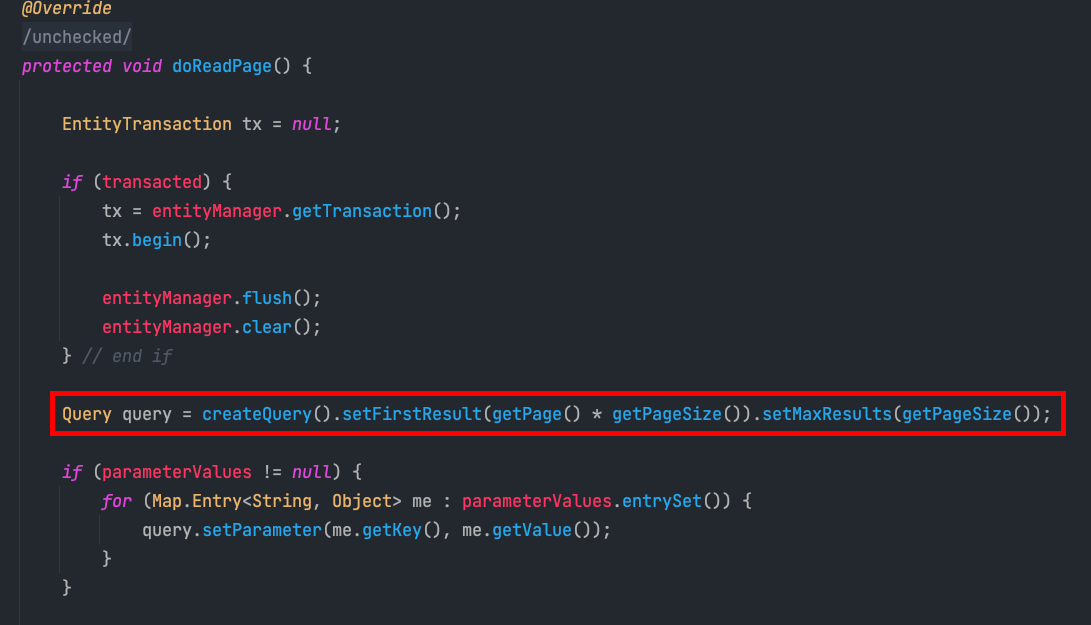 @Override
/unchecked/
protected void doReadPage() {
EntityTransaction tx = null;
if (transacted) {
tx = entityManager.getTransaction();
tx.begin();
entityManager.flush();
entityManager.clear();
} // end if
Query query = createQuery().setFirstResult(getPage() * getPageSize()).setMaxResults(getPageSize());
if (parameterValues != null) {
for (Map.Entry<String, Object> me : parameterValues.entrySet()) {
query.setParameter(me.getKey(), me.getValue());
}
}